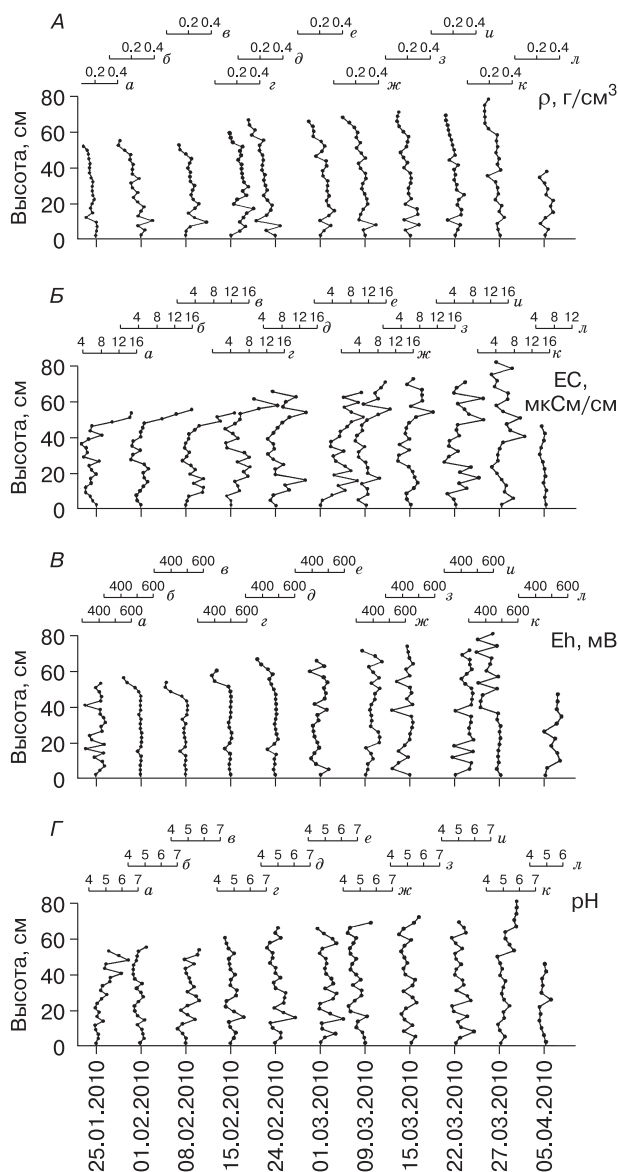 А
0.2 0.4 в
0.2 0.4 е
0.2 0.4 и
0.2 0.4 б
0.2 0.4 д
0.2 0.4 з
0.2 0.4 л
0.2 0.4 а
0.2 0.4 г
0.2 0.4 ж
0.2 0.4 к
ρ, г/см³
Высота, см
80
60
40
20
0
Б
4 8 12 16 в
4 8 12 16 е
4 8 12 16 и
4 8 12 16 б
4 8 12 16 д
4 8 12 16 з
4 8 12 л
4 8 12 16 а
4 8 12 16 г
4 8 12 16 ж
4 8 12 16 к
EC,
мкСм/см
Высота, см
80
60
40
20
0
В
400 600 в
400 600 е
400 600 и
400 600 б
400 600 д
400 600 з
400 600 л
400 600 а
400 600 г
400 600 ж
400 600 к
Eh, мВ
Высота, см
80
60
40
20
0
Г
4 5 6 7 в
4 5 6 7 е
4 5 6 7 и
4 5 6 7 б
4 5 6 7 д
4 5 6 7 з
4 5 6 л
4 5 6 7 а
4 5 6 7 г
4 5 6 7 ж
4 5 6 7 к
pH
Высота, см
80
60
40
20
0
25.01.2010
01.02.2010
08.02.2010
15.02.2010
24.02.2010
01.03.2010
09.03.2010
15.03.2010
22.03.2010
27.03.2010
05.04.2010